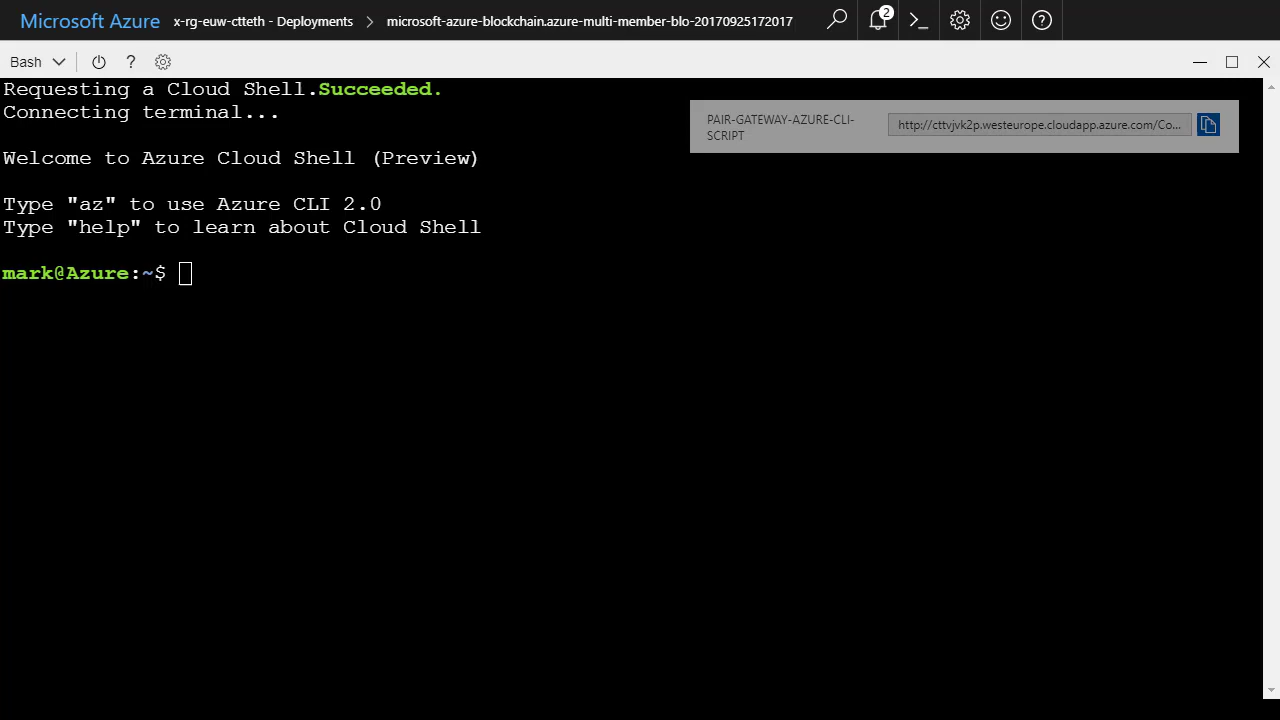 Microsoft Azure x-rg-euw-ctteth - Deployments > microsoft-azure-blockchain.azure-multi-member-blo-20170925172017 2
Bash ?
Requesting a Cloud Shell.Succeeded.
Connecting terminal...
PAIR-GATEWAY-AZURE-CLI-
SCRIPT
http://cttvjvk2p.westeurope.cloudapp.azure.com/Co...
Welcome to Azure Cloud Shell (Preview)
Type "az" to use Azure CLI 2.0
Type "help" to learn about Cloud Shell
mark@Azure:~$